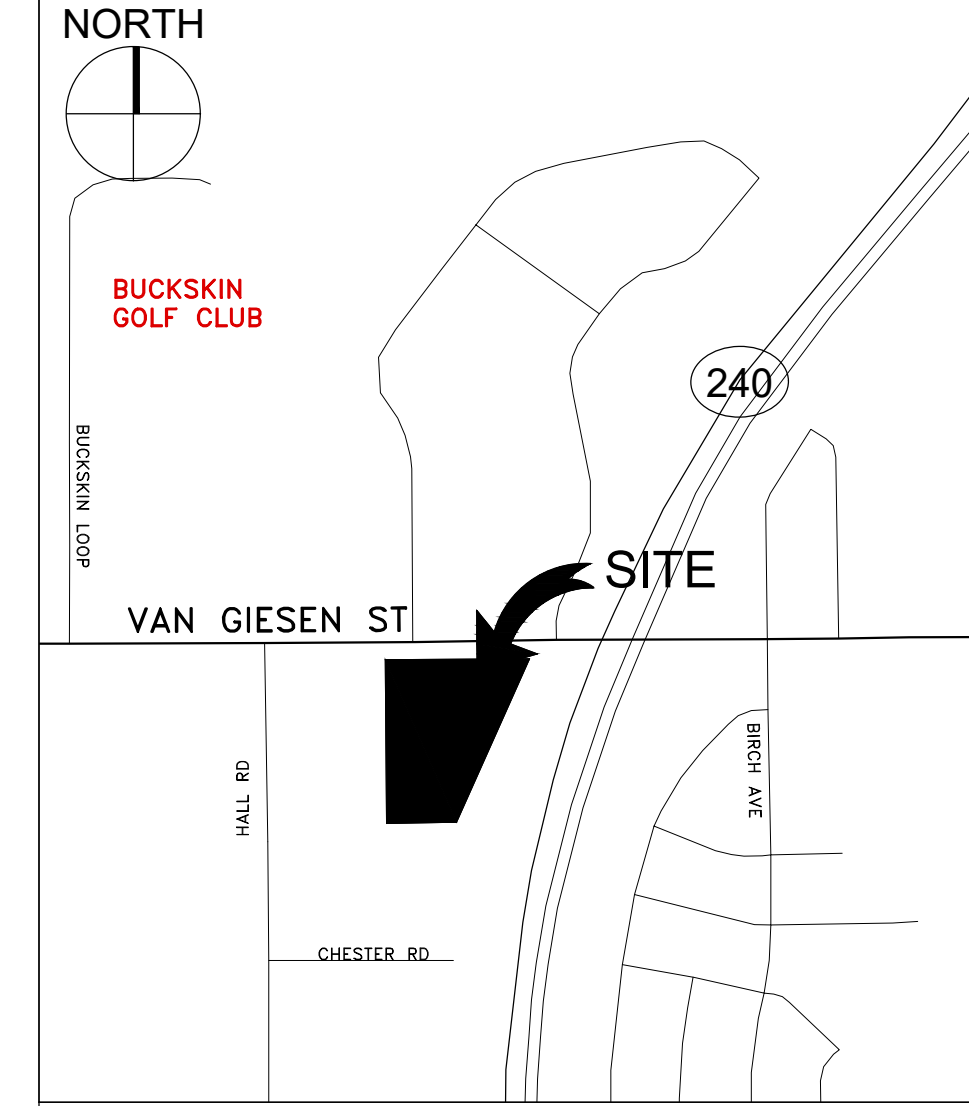 NORTH
BUCKSKIN
GOLF CLUB
240
BUCKSKIN LOOP
SITE
VAN GIESEN ST
HALL RD
BIRCH AVE
CHESTER RD